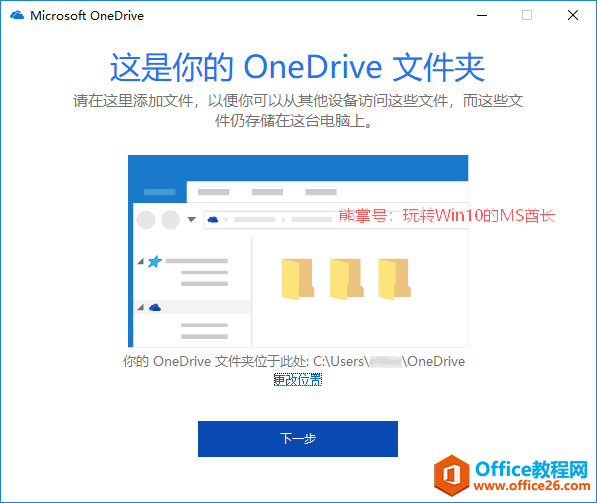 Microsoft OneDrive
这是你的 OneDrive 文件夹
请在这里添加文件，以便你可以从其他设备访问这些文件，而这些文
件仍存储在这台电脑上。
熊掌号：玩转Win10的MS酋长
你的 OneDrive 文件夹位于此处: C:\Users\ \OneDrive
更改位置
下一步
Office教程网
www.office26.com